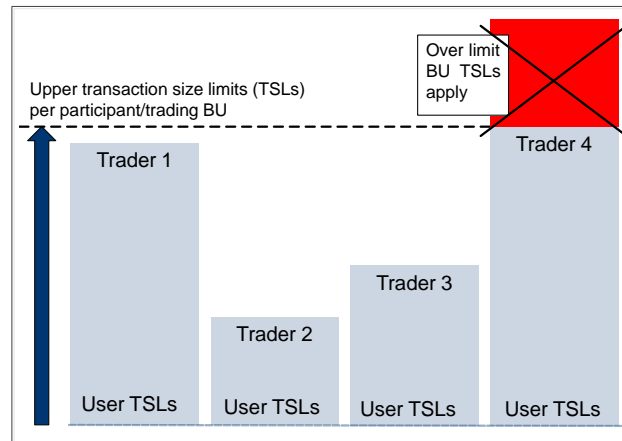 Over limit
BU TSLs
apply
Upper transaction size limits (TSLs)
per participant/trading BU
Trader 1
Trader 4
Trader 3
Trader 2
User TSLs
User TSLs
User TSLs
User TSLs